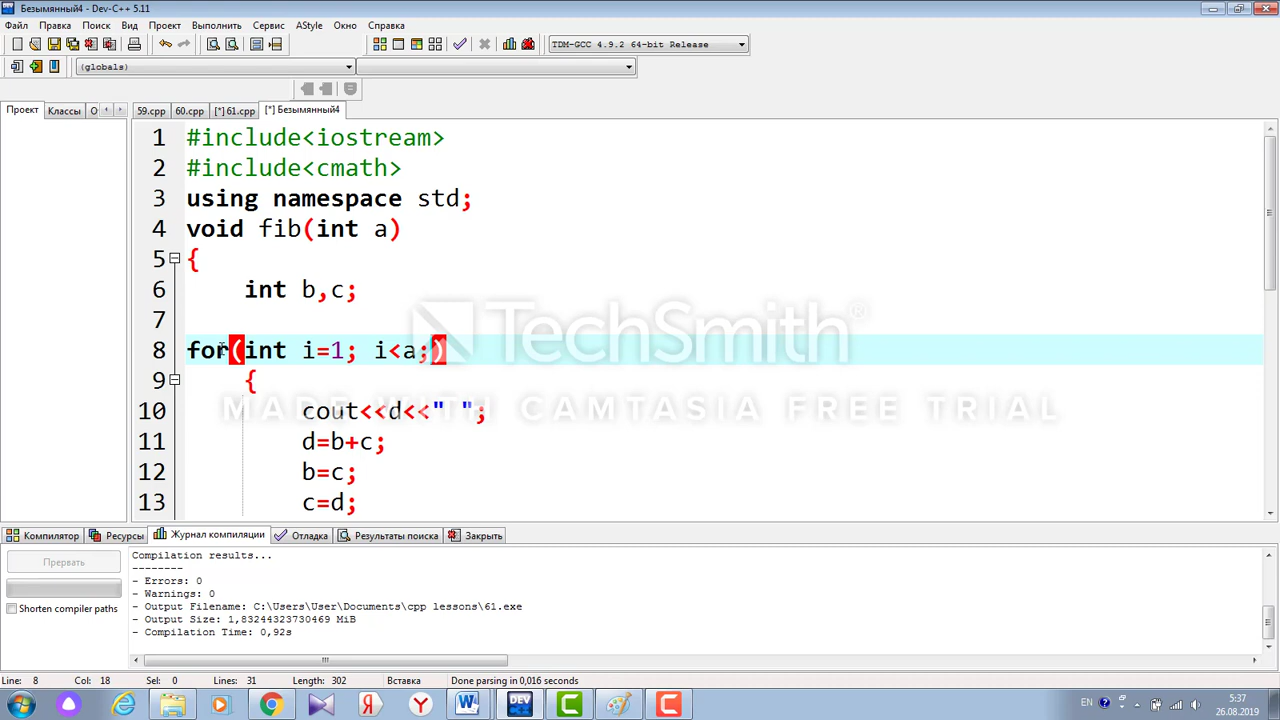 Безымянный4 - Dev-C++ 5.11
Файл Правка Поиск Вид Проект Выполнить Сервис AStyle Окно Справка
TDM-GCC 4.9.2 64-bit Release
(globals)
Проект Классы О 59.cpp 60.cpp [*] 61.cpp [*] Безымянный4
1 #include<iostream>
2 #include<cmath>
3 using namespace std;
4 void fib(int a)
5 {
6 int b,c;
7
8 for(int i=1; i<a;)
9 {
10 cout<<d<<" ";
11 d=b+c;
12 b=c;
13 c=d;
TechSmith®
MADE WITH CAMTASIA FREE TRIAL
Компилятор Ресурсы Журнал компиляции Отладка Результаты поиска Закрыть
Прервать
Shorten compiler paths
Compilation results...
--------
- Errors: 0
- Warnings: 0
- Output Filename: C:\Users\User\Documents\cpp lessons\61.exe
- Output Size: 1,83244323730469 MiB
- Compilation Time: 0,92s
Line: 8 Col: 18 Sel: 0 Lines: 31 Length: 302 Вставка Done parsing in 0,016 seconds
EN 5:37
26.08.2019